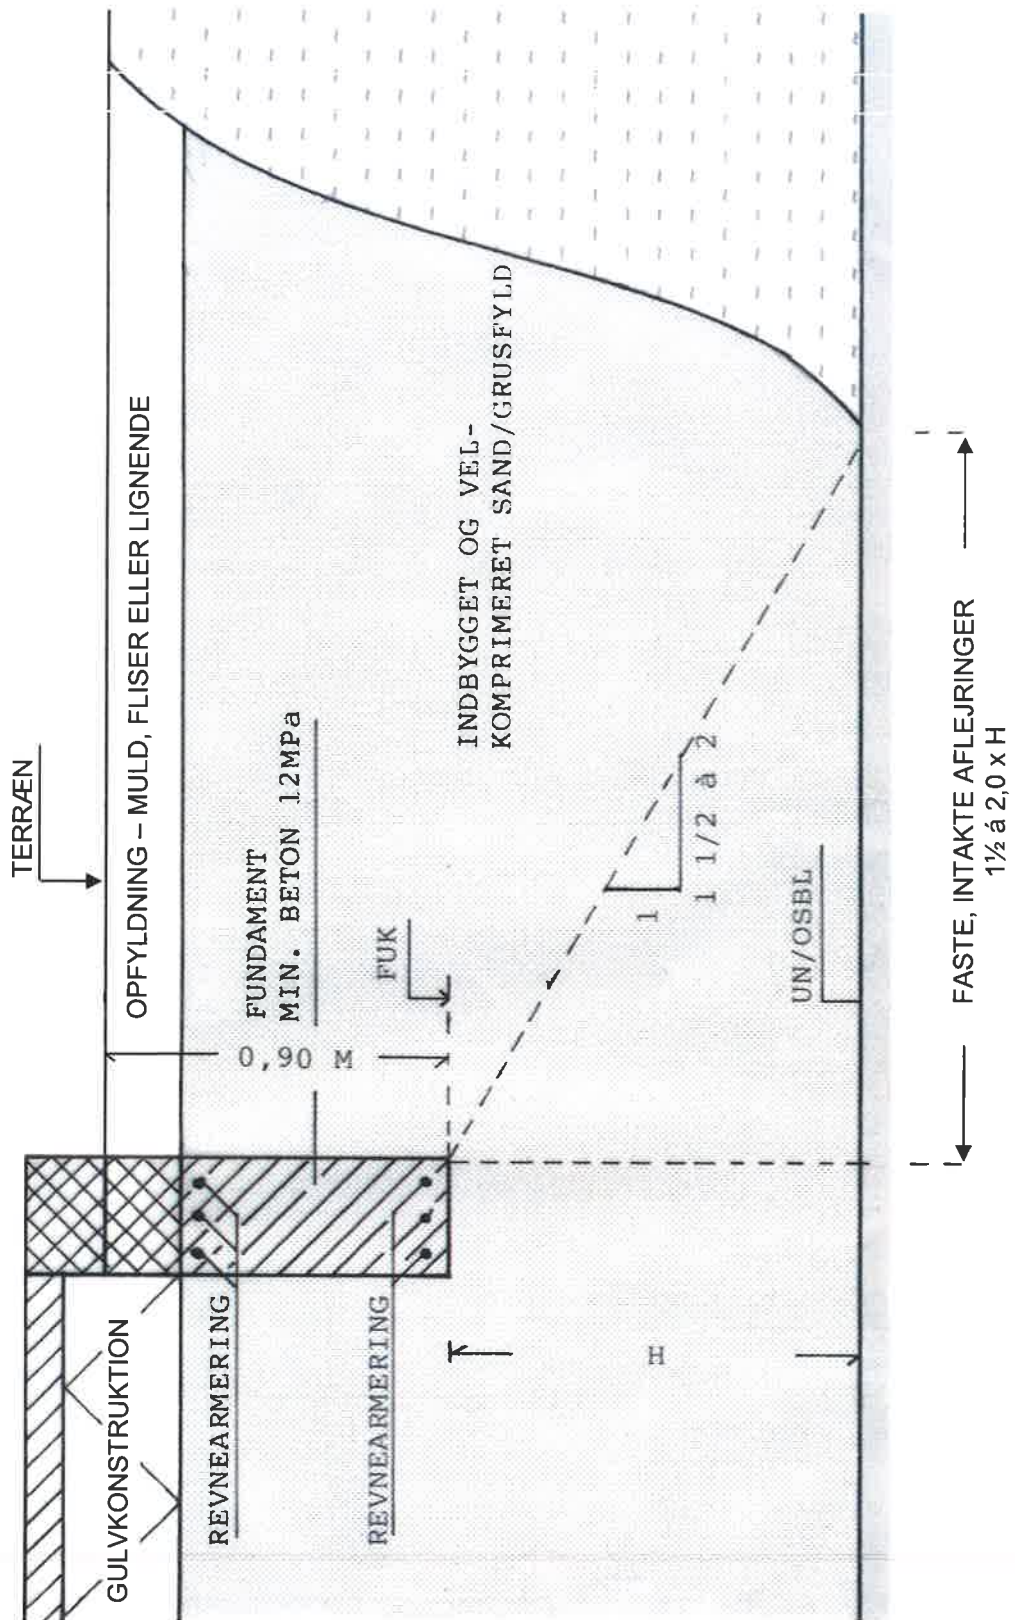 TERRÆN
OPFYLDNING – MULD, FLISER ELLER LIGNENDE
GULVKONSTRUKTION
FUNDAMENT
MIN. BETON 12MPa
0,90 M
REVNEARMERING
FUK
REVNEARMERING
INDBYGGET OG VEL-
KOMPRIMERET SAND/GRUSFYLD
H
1
1 1/2 à 2
UN/OSBL
FASTE, INTAKTE AFLEJRINGER
1½ á 2,0 x H